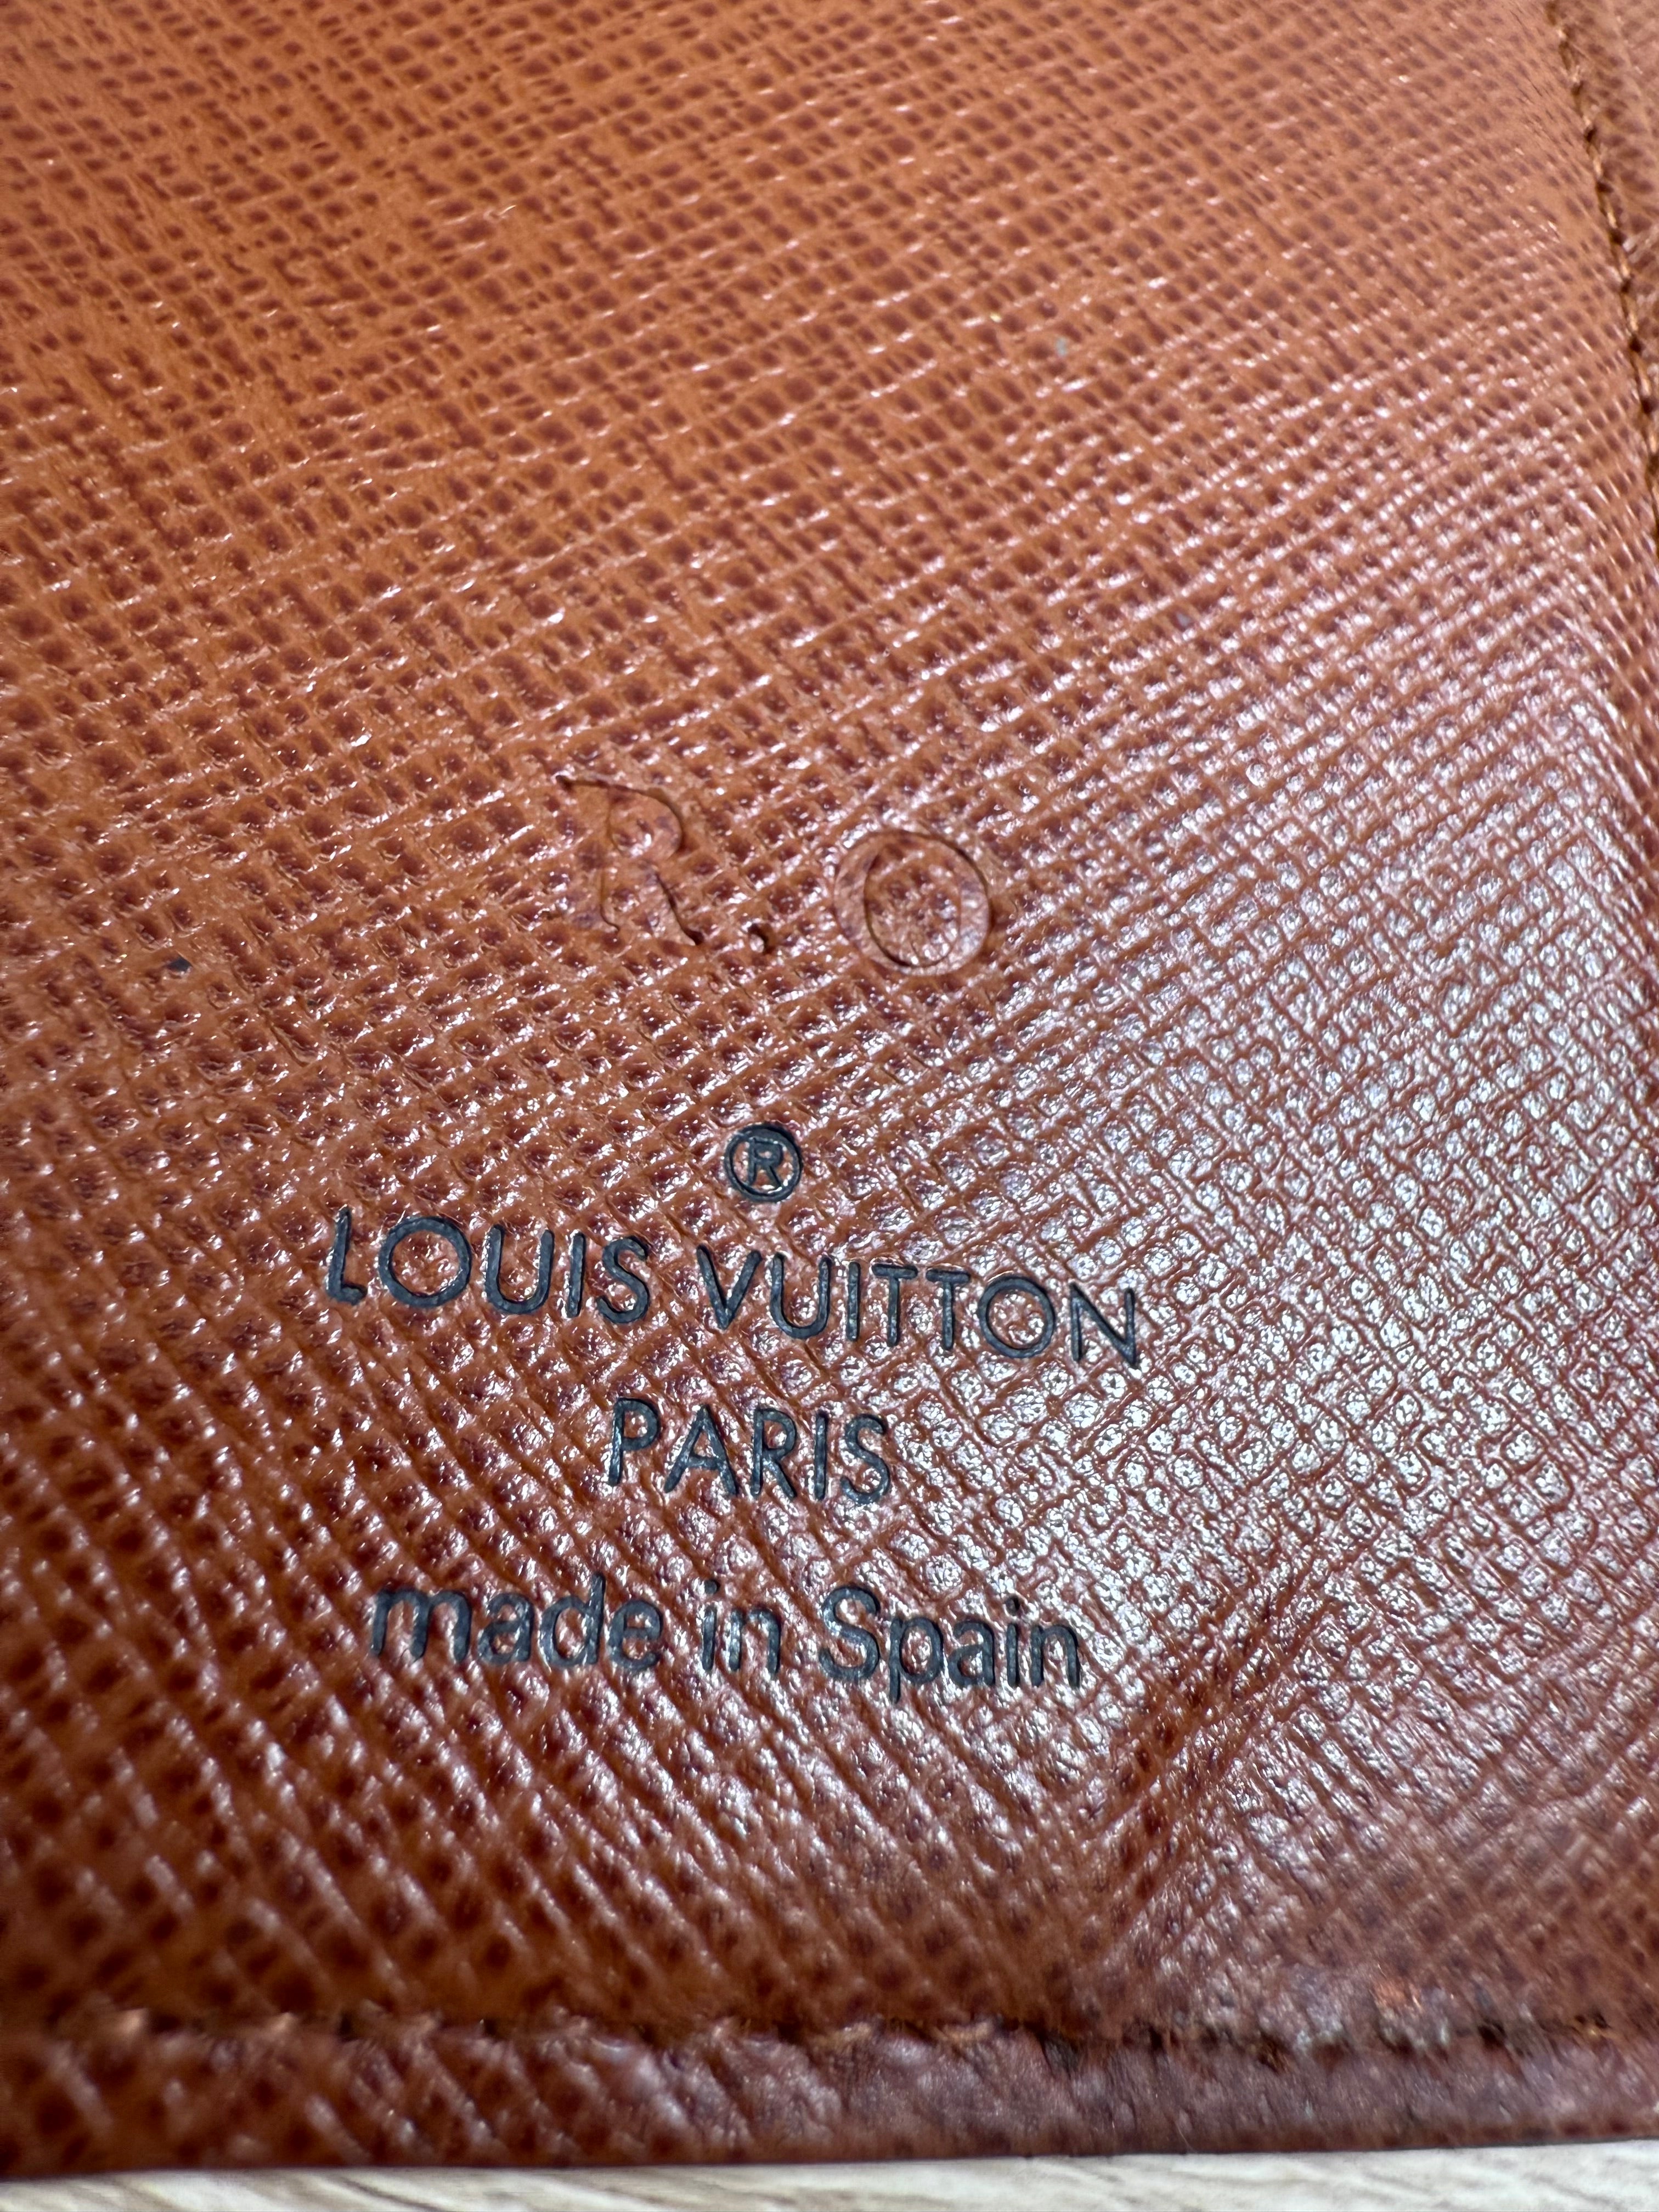 R.O
®
LOUIS VUITTON
PARIS
made in Spain